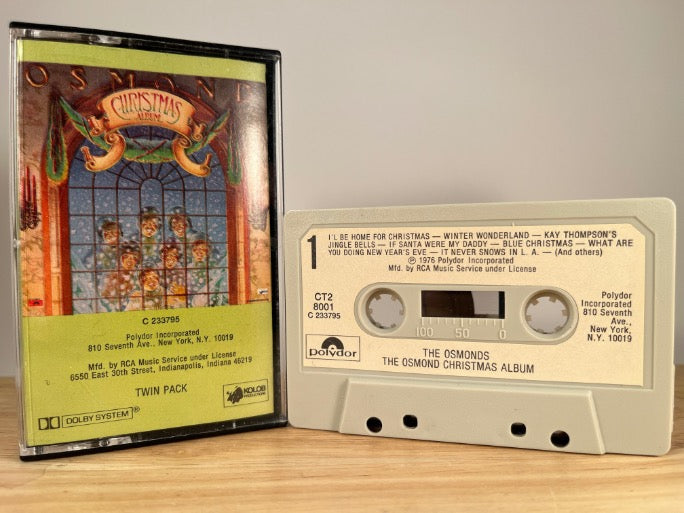 OSMOND
CHRISTMAS
ALBUM
C 233795
Polydor Incorporated
810 Seventh Ave., New York, N.Y. 10019
Mfd. by RCA Music Service under License
6550 East 30th Street, Indianapolis, Indiana 46219
TWIN PACK
DOLBY SYSTEM®
KOLOB
PRODUCTIONS
1
I'L BE HOME FOR CHRISTMAS — WINTER WONDERLAND — KAY THOMPSON'S
JINGLE BELLS — IF SANTA WERE MY DADDY — BLUE CHRISTMAS — WHAT ARE
YOU DOING NEW YEAR'S EVE — IT NEVER SNOWS IN L. A. — (And others)
Ⓟ 1976 Polydor Incorporated
Mfd. by RCA Music Service under License
CT2
8001
C 233795
100 50 0
Polydor
Incorporated
810 Seventh
Ave.,
New York,
N.Y. 10019
polydor
THE OSMONDS
THE OSMOND CHRISTMAS ALBUM